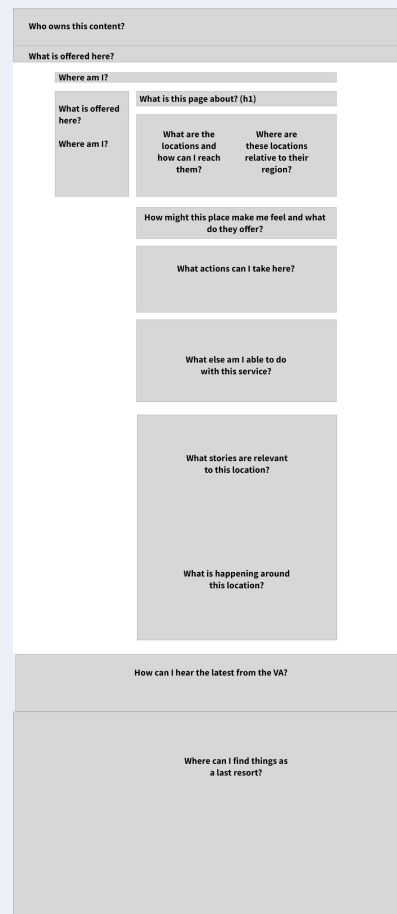 Who owns this content?
What is offered here?
Where am I?
What is offered
here?
Where am I?
What is this page about? (h1)
What are the
locations and
how can I reach
them?
Where are
these locations
relative to their
region?
How might this place make me feel and what
do they offer?
What actions can I take here?
What else am I able to do
with this service?
What stories are relevant
to this location?
What is happening around
this location?
How can I hear the latest from the VA?
Where can I find things as
a last resort?